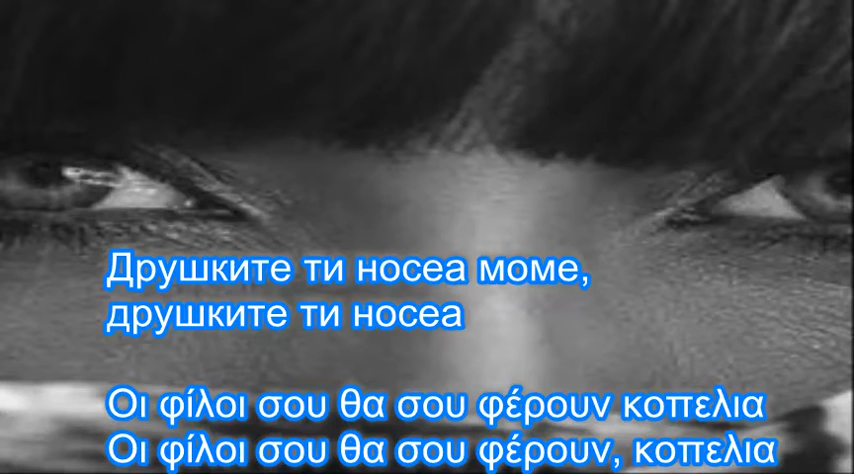 Друшките ти носеа моме,
друшките ти носеа
Οι φίλοι σου θα σου φέρουν κοπελια
Οι φίλοι σου θα σου φέρουν, κοπελια